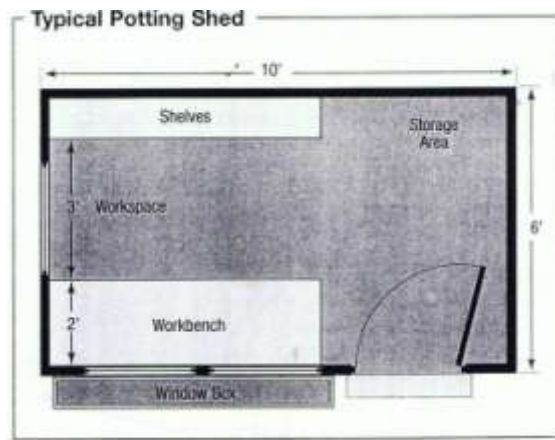 Typical Potting Shed
10'
Shelves
Storage
Area
3'
Workspace
6'
2'
Workbench
Window Box